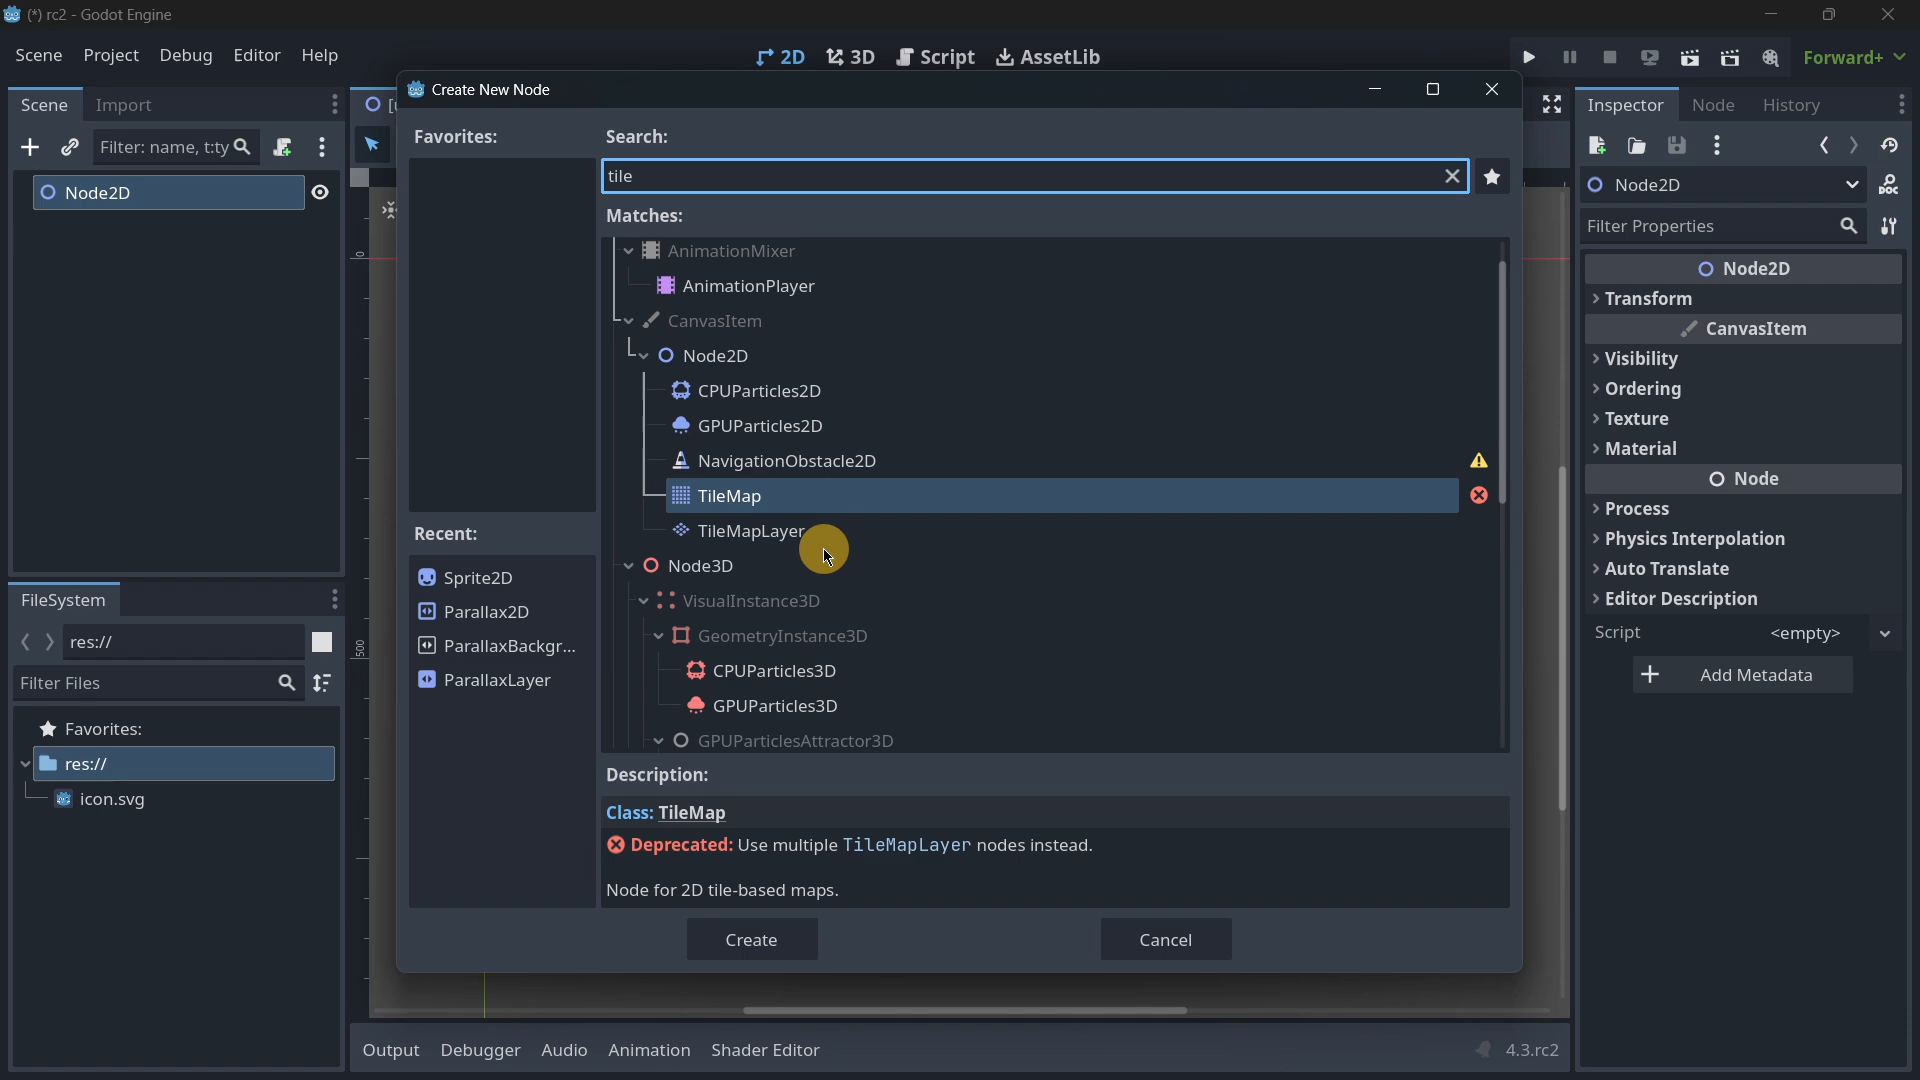 (*) rc2 - Godot Engine
Scene Project Debug Editor Help
2D 3D Script AssetLib
Forward+
Scene Import
Filter: name, t:ty
Node2D
FileSystem
res://
Filter Files
Favorites:
res://
icon.svg
Create New Node
Favorites:
Recent:
Sprite2D
Parallax2D
ParallaxBackgr...
ParallaxLayer
Search:
tile
Matches:
AnimationMixer
AnimationPlayer
CanvasItem
Node2D
CPUParticles2D
GPUParticles2D
NavigationObstacle2D
TileMap
TileMapLayer
Node3D
VisualInstance3D
GeometryInstance3D
CPUParticles3D
GPUParticles3D
GPUParticlesAttractor3D
Description:
Class: TileMap
Deprecated: Use multiple TileMapLayer nodes instead.
Node for 2D tile-based maps.
Create Cancel
0
500
Output Debugger Audio Animation Shader Editor
4.3.rc2
Inspector Node History
Node2D
DOC
Filter Properties
Node2D
Transform
CanvasItem
Visibility
Ordering
Texture
Material
Node
Process
Physics Interpolation
Auto Translate
Editor Description
Script <empty>
Add Metadata